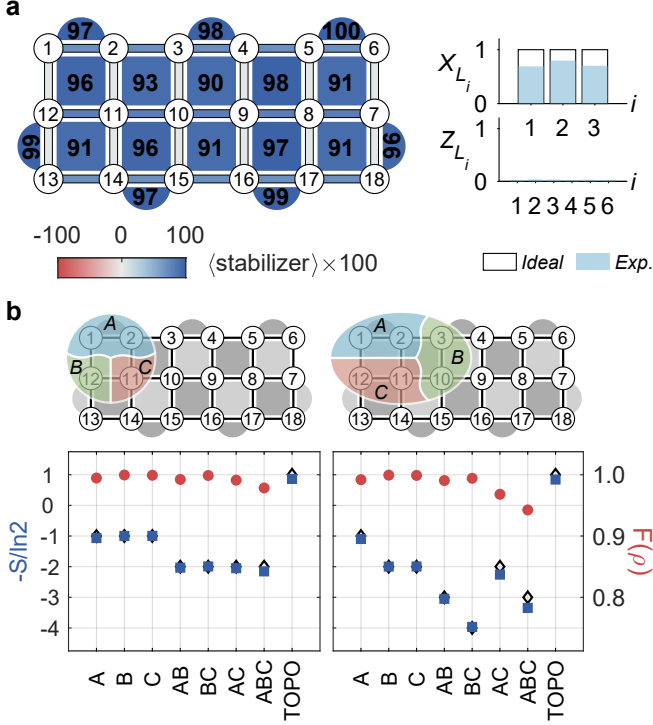 a
97 98 100
1 2 3 4 5 6
96 93 90 98 91
12 11 10 9 8 7
99 91 96 91 97 91 96
13 14 15 16 17 18
97 99
-100 0 100
⟨stabilizer⟩×100
X_{L_i}
1
0
1 2 3
i
Z_{L_i}
1
0
1 2 3 4 5 6
i
Ideal Exp.
b
A
1 2 3 4 5 6
B C
12 11 10 9 8 7
13 14 15 16 17 18
A
1 2 3 4 5 6
B
12 11 10 9 8 7
C
13 14 15 16 17 18
-S/ln2
1
0
-1
-2
-3
-4
A B C AB BC AC ABC TOPO
A B C AB BC AC ABC TOPO
1.0
0.9
0.8
F(ρ)